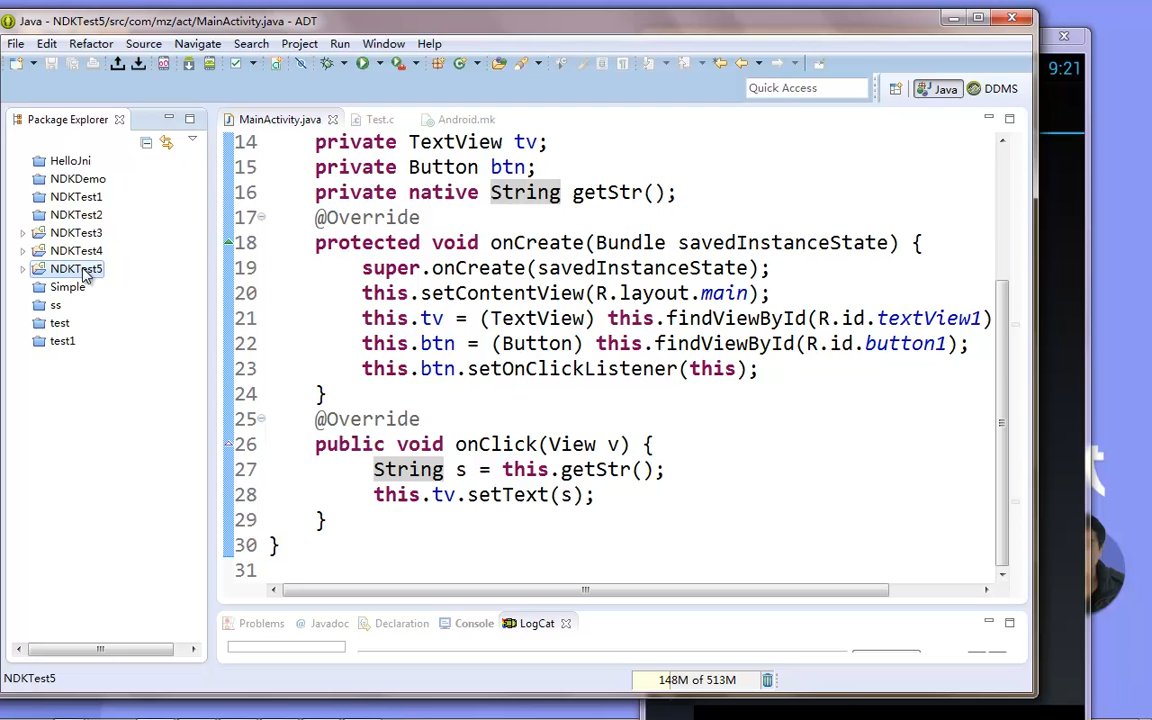 Java - NDKTest5/src/com/mz/act/MainActivity.java - ADT
File Edit Refactor Source Navigate Search Project Run Window Help
9:21
Quick Access
Java
DDMS
Package Explorer
MainActivity.java
Test.c
Android.mk
HelloJni
NDKDemo
NDKTest1
NDKTest2
NDKTest3
NDKTest4
NDKTest5
Simple
ss
test
test1
14 private TextView tv;
15 private Button btn;
16 private native String getStr();
17 @Override
18 protected void onCreate(Bundle savedInstanceState) {
19 super.onCreate(savedInstanceState);
20 this.setContentView(R.layout.main);
21 this.tv = (TextView) this.findViewById(R.id.textView1)
22 this.btn = (Button) this.findViewById(R.id.button1);
23 this.btn.setOnClickListener(this);
24 }
25 @Override
26 public void onClick(View v) {
27 String s = this.getStr();
28 this.tv.setText(s);
29 }
30 }
31
Problems
@ Javadoc
Declaration
Console
LogCat
NDKTest5
148M of 513M